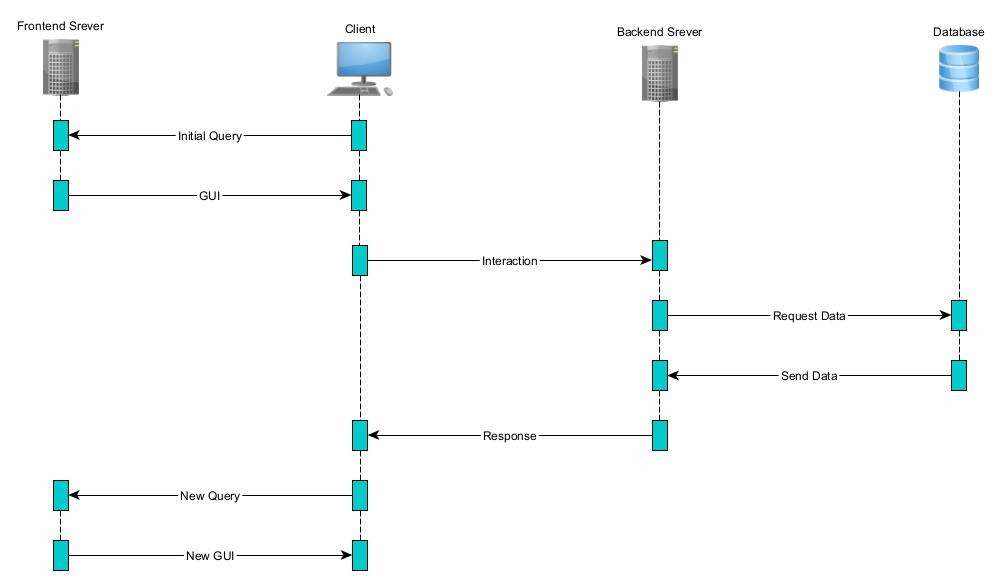 Frontend Srever
Client
Backend Srever
Database
Initial Query
GUI
Interaction
Request Data
Send Data
Response
New Query
New GUI